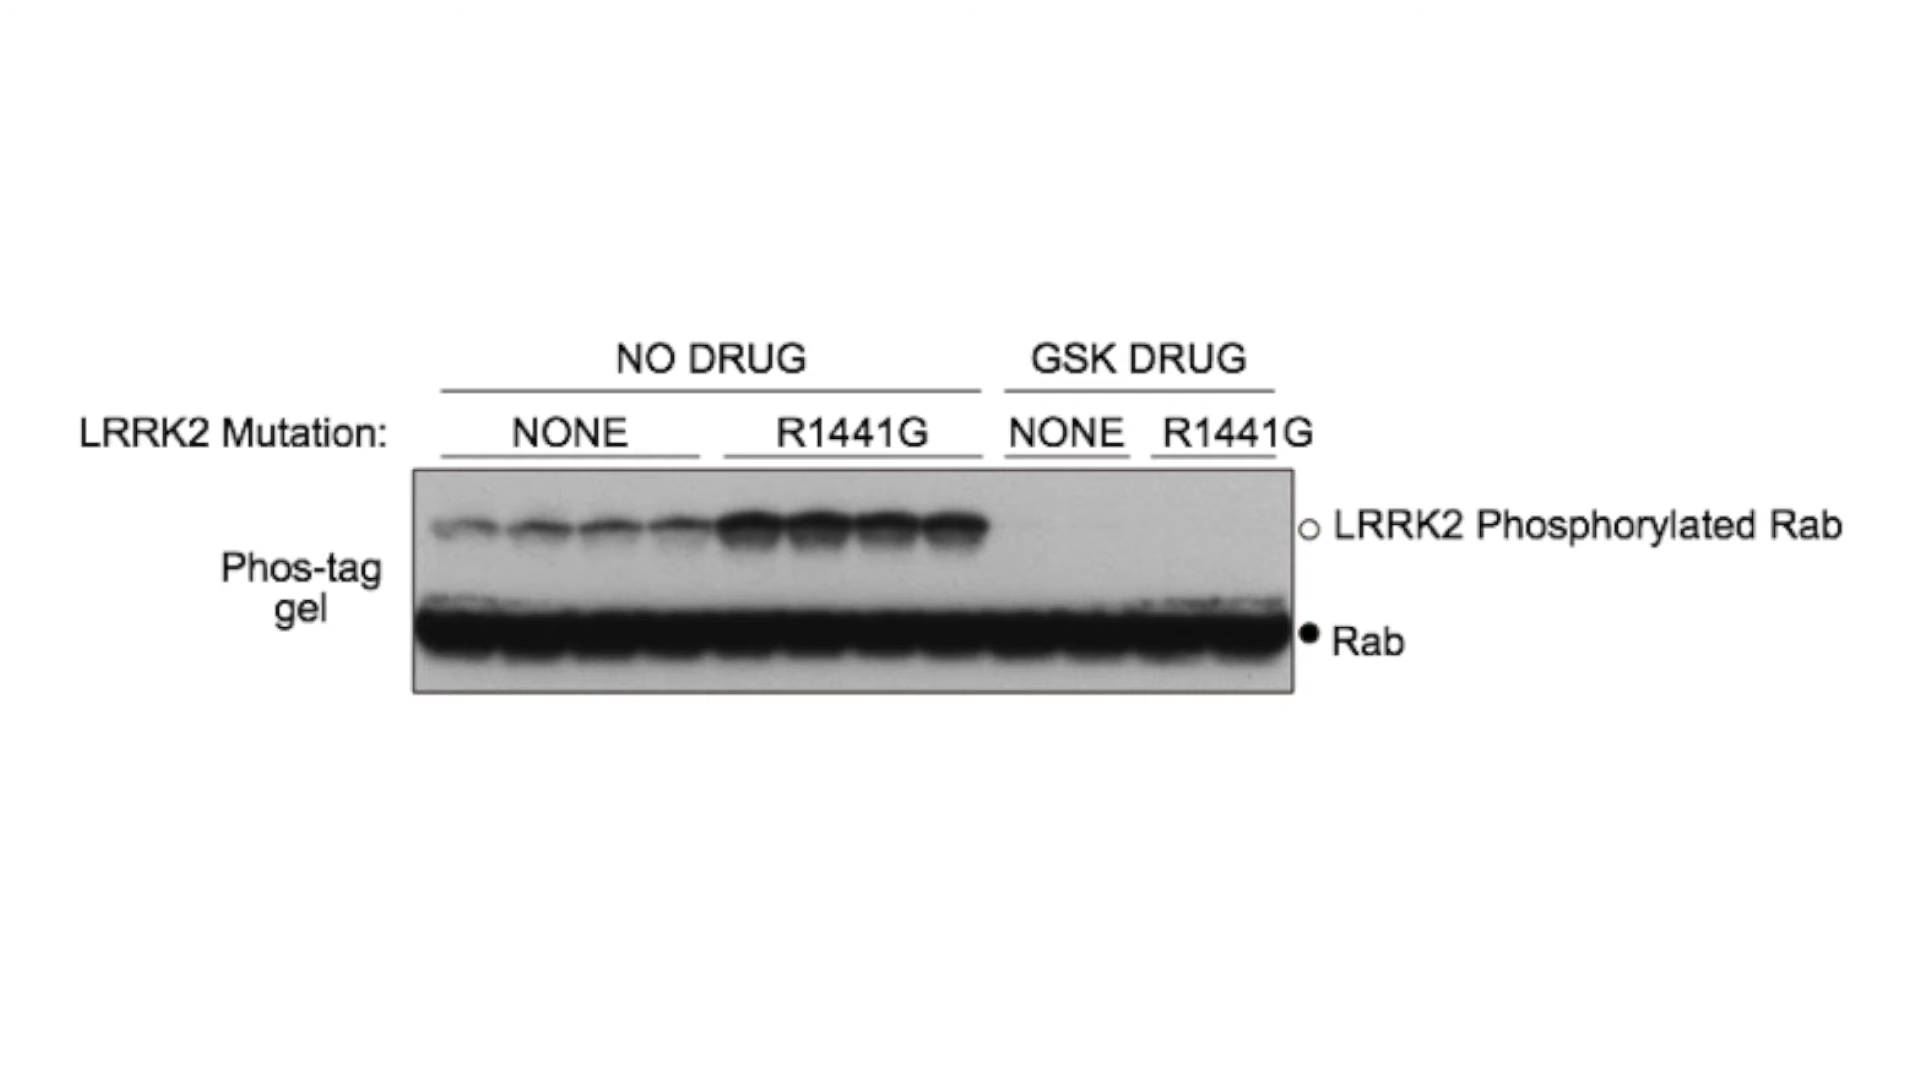 NO DRUG GSK DRUG
LRRK2 Mutation: NONE R1441G NONE R1441G
LRRK2 Phosphorylated Rab
Phos-tag
gel
Rab